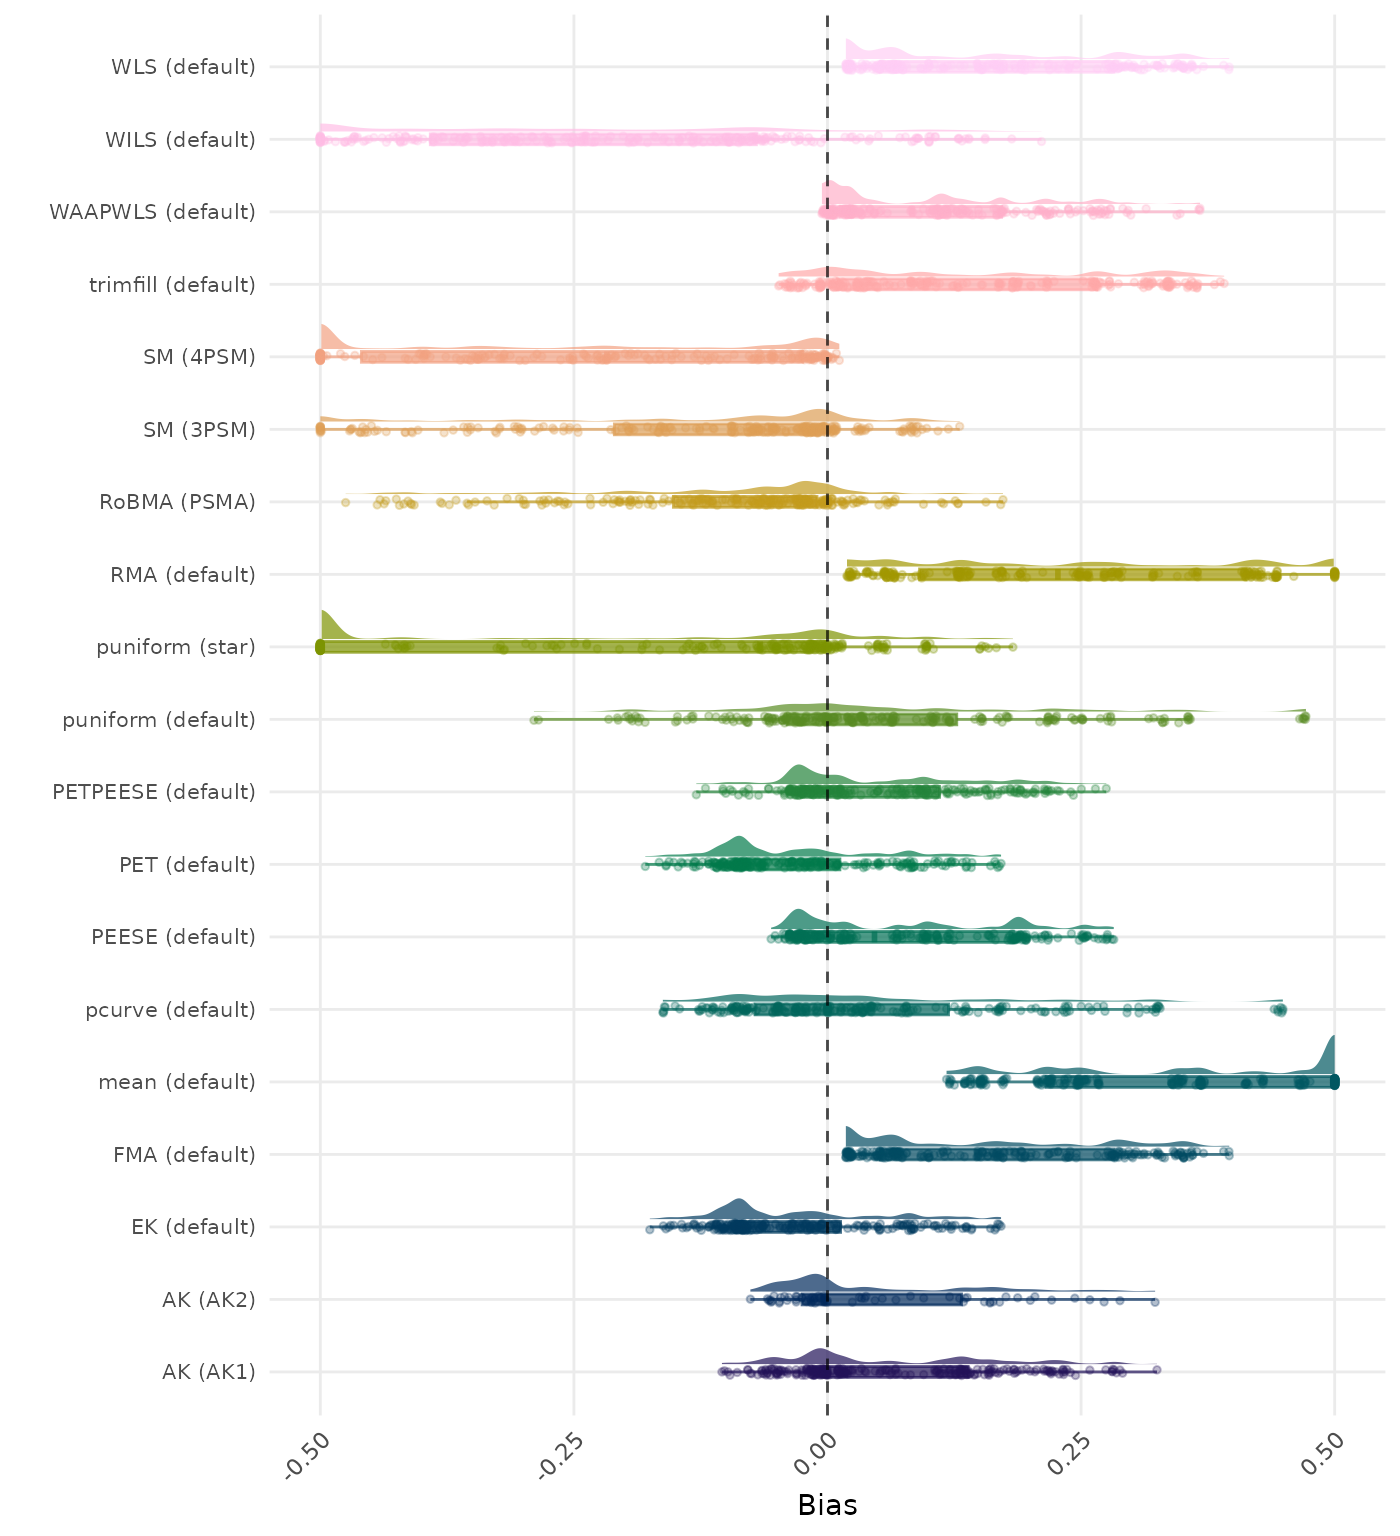 WLS (default)
WILS (default)
WAAPWLS (default)
trimfill (default)
SM (4PSM)
SM (3PSM)
RoBMA (PSMA)
RMA (default)
puniform (star)
puniform (default)
PETPEESE (default)
PET (default)
PEESE (default)
pcurve (default)
mean (default)
FMA (default)
EK (default)
AK (AK2)
AK (AK1)
-0.50 -0.25 0.00 0.25 0.50
Bias